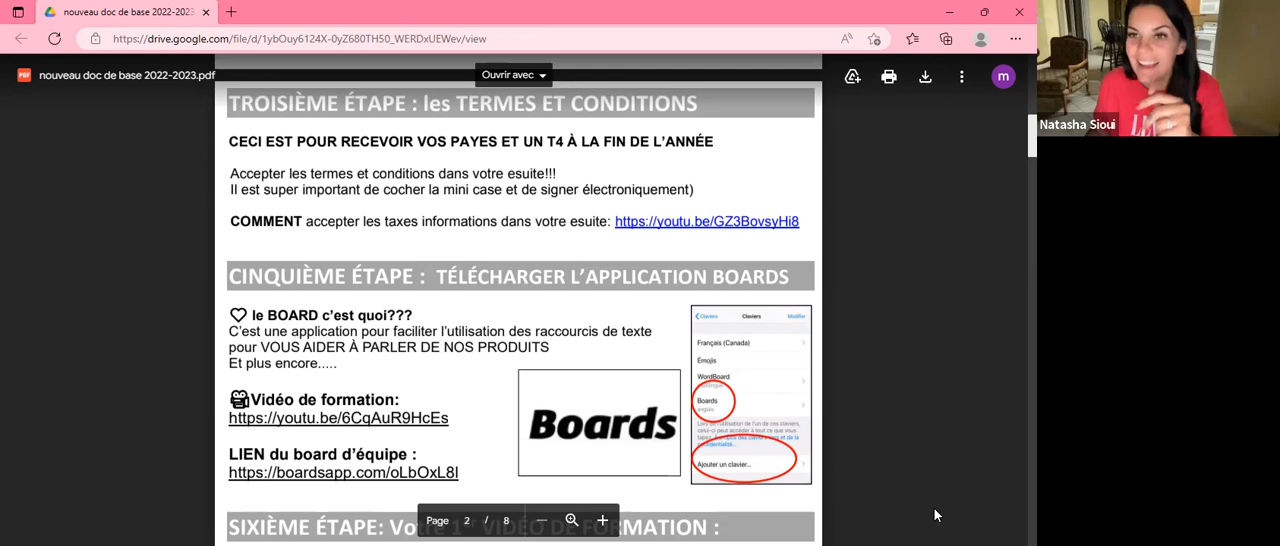 nouveau doc de base 2022-2023
https://drive.google.com/file/d/1ybOuy6124X-0yZ680TH50_WERDxUEWev/view
nouveau doc de base 2022-2023.pdf
Ouvrir avec
m
Natasha Sioui
TROISIÈME ÉTAPE : les TERMES ET CONDITIONS
CECI EST POUR RECEVOIR VOS PAYES ET UN T4 À LA FIN DE L'ANNÉE
Accepter les termes et conditions dans votre esuite!!!
Il est super important de cocher la mini case et de signer électroniquement)
COMMENT accepter les taxes informations dans votre esuite: https://youtu.be/GZ3BovsyHi8
CINQUIÈME ÉTAPE : TÉLÉCHARGER L'APPLICATION BOARDS
le BOARD c'est quoi???
C'est une application pour faciliter l'utilisation des raccourcis de texte
pour VOUS AIDER À PARLER DE NOS PRODUITS
Et plus encore.....
Vidéo de formation:
https://youtu.be/6CqAuR9HcEs
LIEN du board d'équipe :
https://boardsapp.com/oLbOxL8l
Boards
Claviers
Claviers
Modifier
Français (Canada)
Émojis
WordBoard
Boards
anglais
Ajouter un clavier...
Page 2 / 8
SIXIÈME ÉTAPE: Votre 1er VIDÉO DE FORMATION :